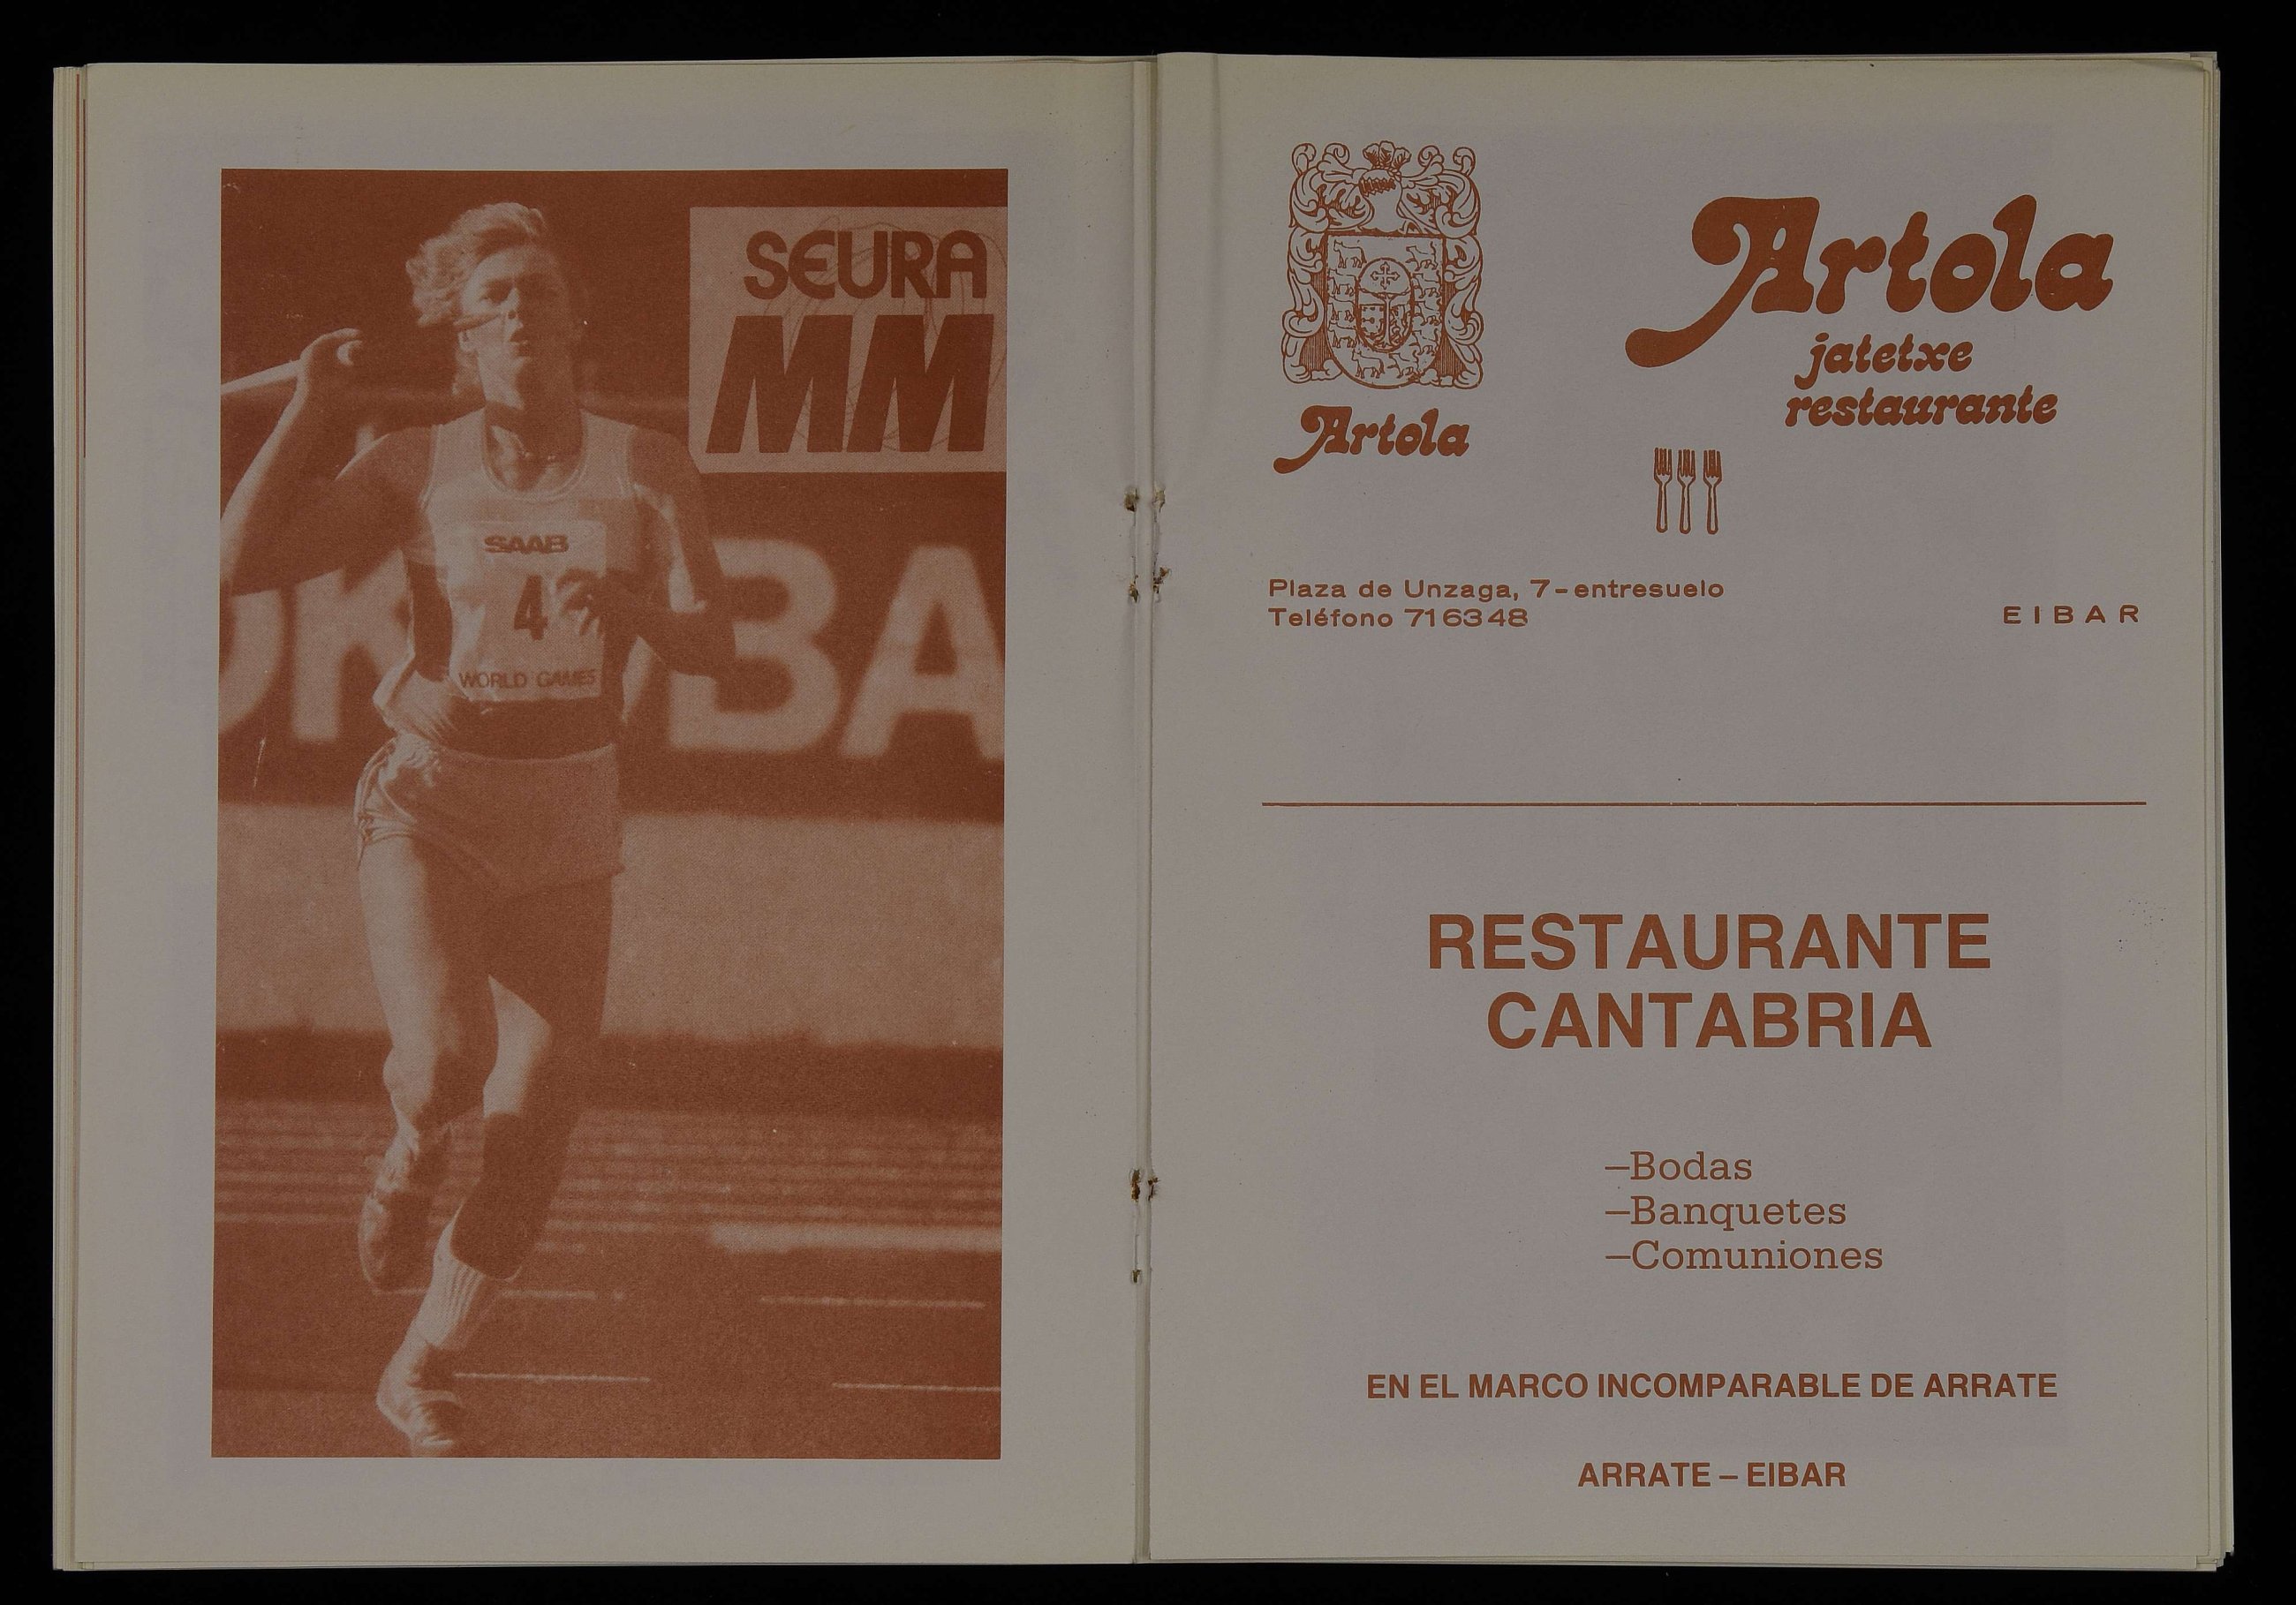 SEURA
MM
SAAB
4
WORLD GAMES
BA
Artola
Artola
jatetxe
restaurante
Plaza de Unzaga, 7-entresuelo
Teléfono 716348
EIBAR
RESTAURANTE
CANTABRIA
—Bodas
—Banquetes
—Comuniones
EN EL MARCO INCOMPARABLE DE ARRATE
ARRATE – EIBAR